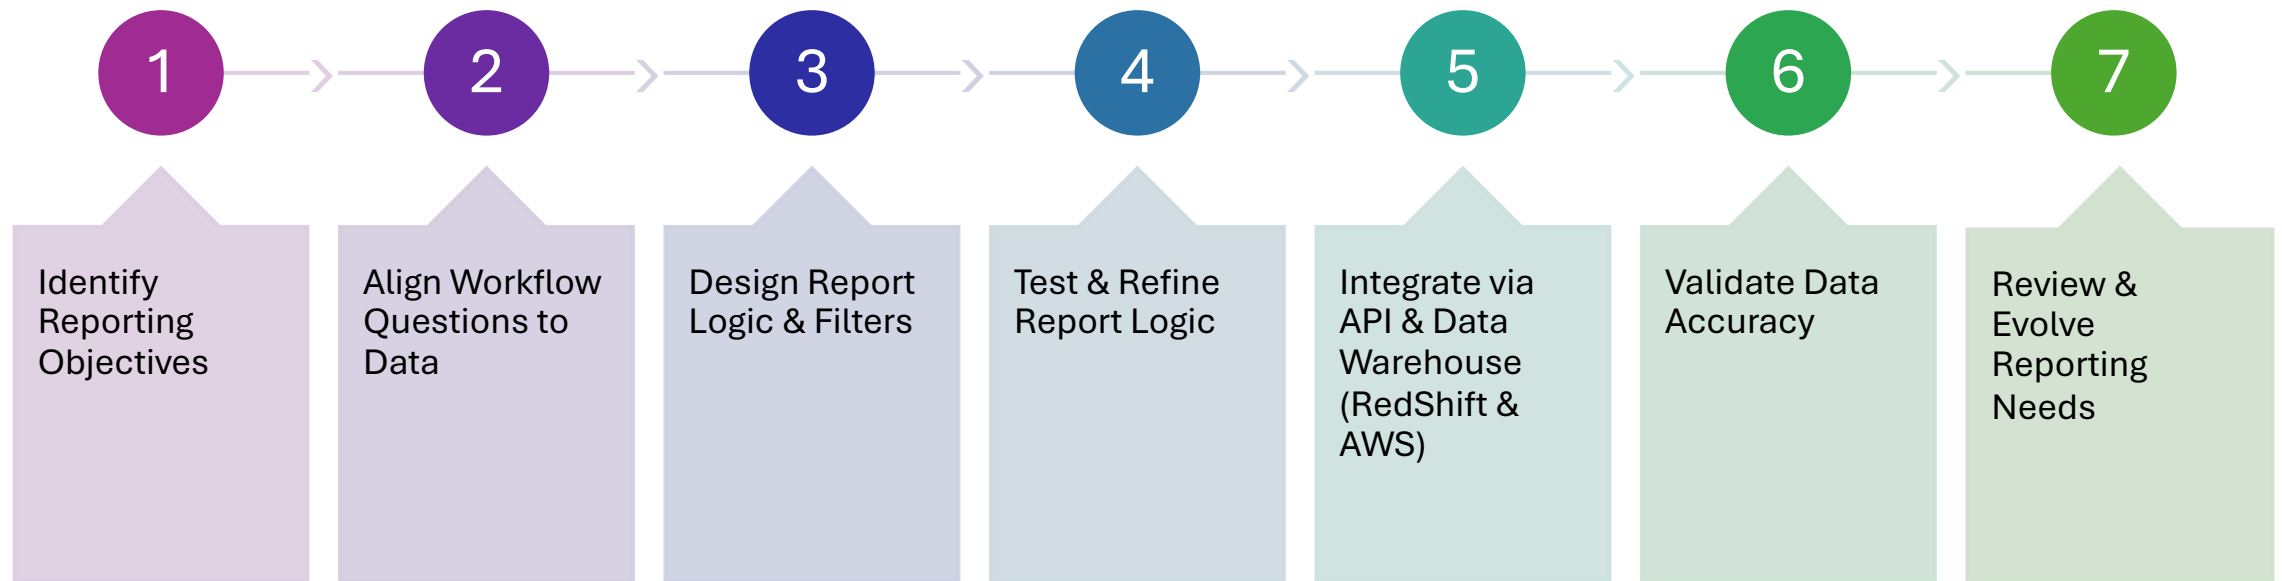 1
2
3
4
5
6
7
Identify
Reporting
Objectives
Align Workflow
Questions to
Data
Design Report
Logic & Filters
Test & Refine
Report Logic
Integrate via
API & Data
Warehouse
(RedShift &
AWS)
Validate Data
Accuracy
Review &
Evolve
Reporting
Needs